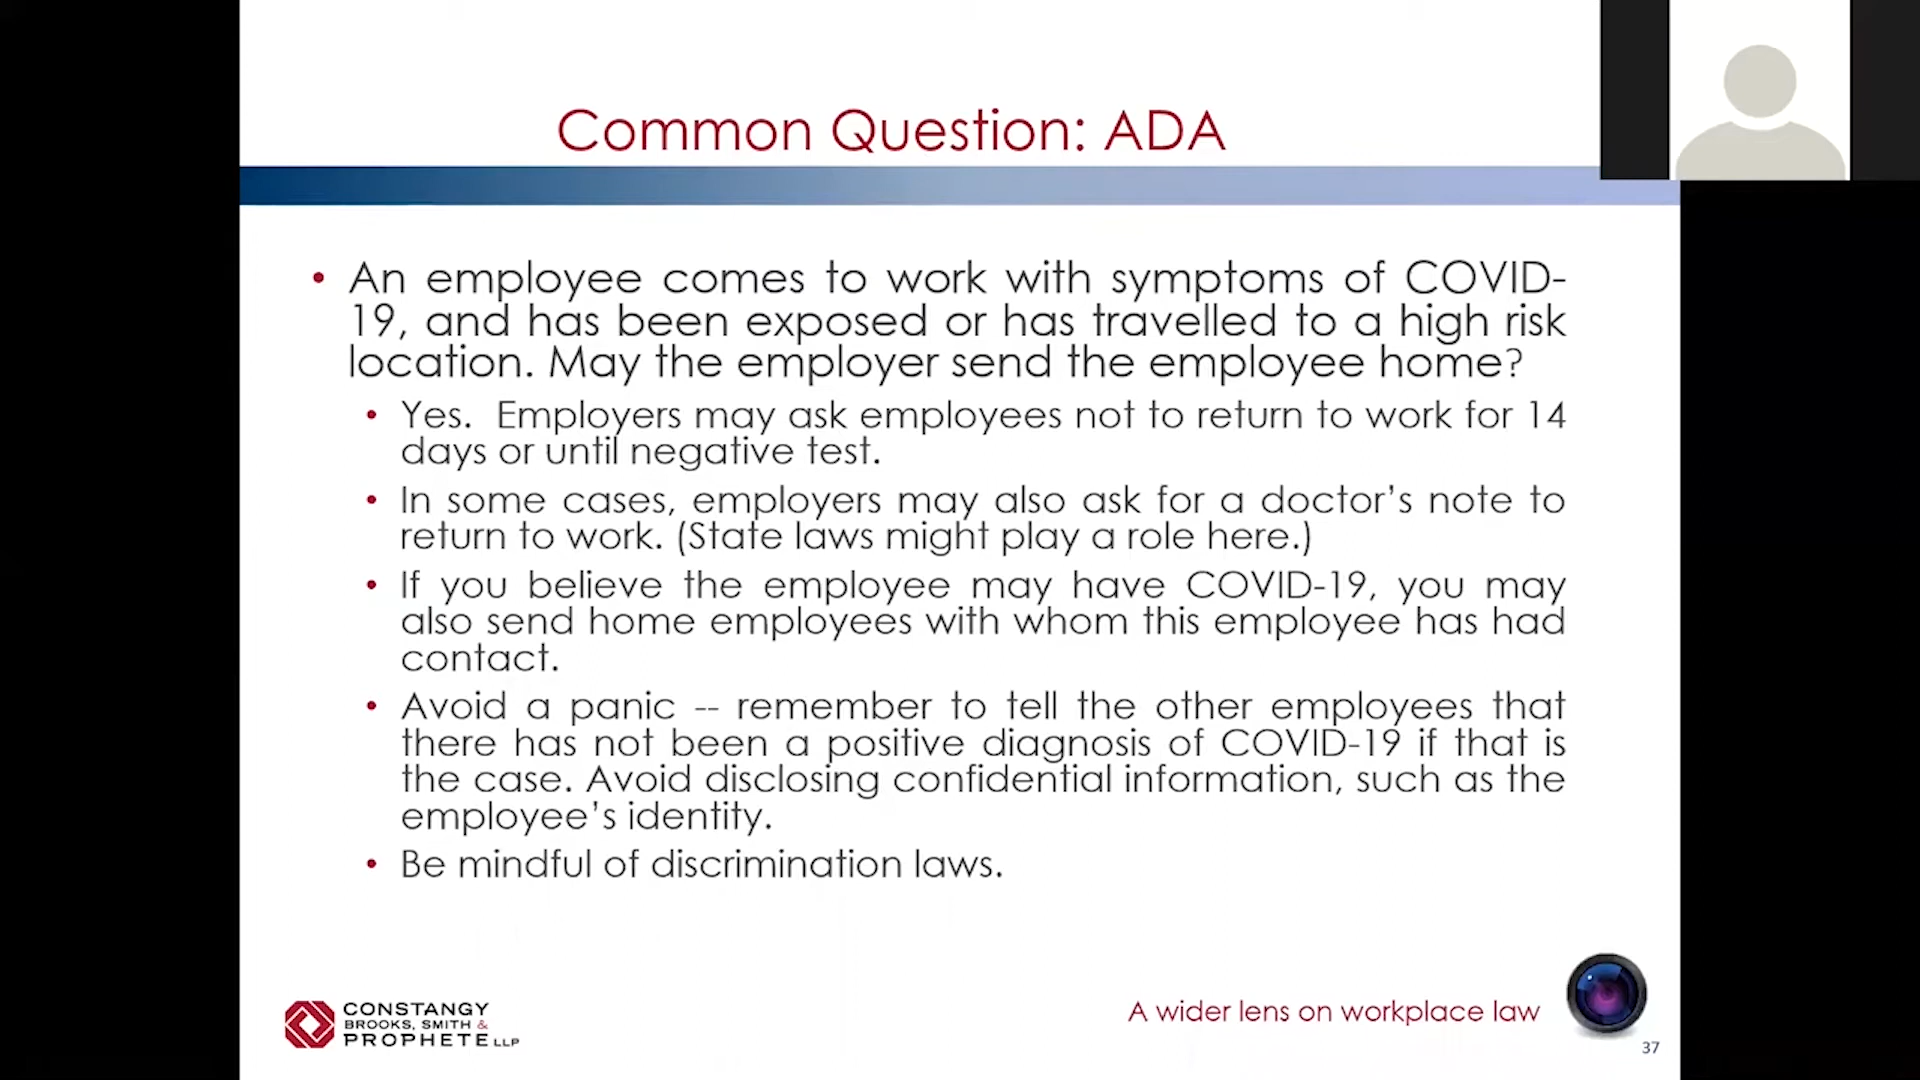 Common Question: ADA
• An employee comes to work with symptoms of COVID-
19, and has been exposed or has travelled to a high risk
location. May the employer send the employee home?
• Yes.  Employers may ask employees not to return to work for 14
days or until negative test.
• In some cases, employers may also ask for a doctor’s note to
return to work. (State laws might play a role here.)
• If you believe the employee may have COVID-19, you may
also send home employees with whom this employee has had
contact.
• Avoid a panic -- remember to tell the other employees that
there has not been a positive diagnosis of COVID-19 if that is
the case. Avoid disclosing confidential information, such as the
employee’s identity.
• Be mindful of discrimination laws.
CONSTANGY
BROOKS, SMITH &
PROPHETE LLP
A wider lens on workplace law
37